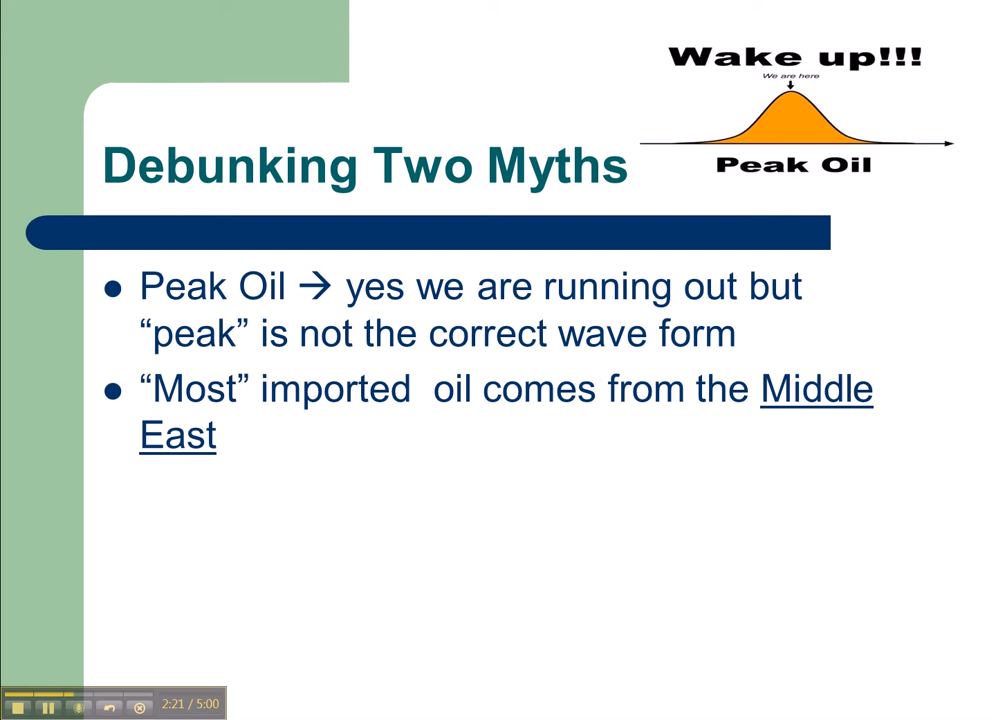 Wake up!!!
We are here
Peak Oil
Debunking Two Myths
Peak Oil → yes we are running out but
“peak” is not the correct wave form
“Most” imported oil comes from the Middle
East
2:21 / 5:00